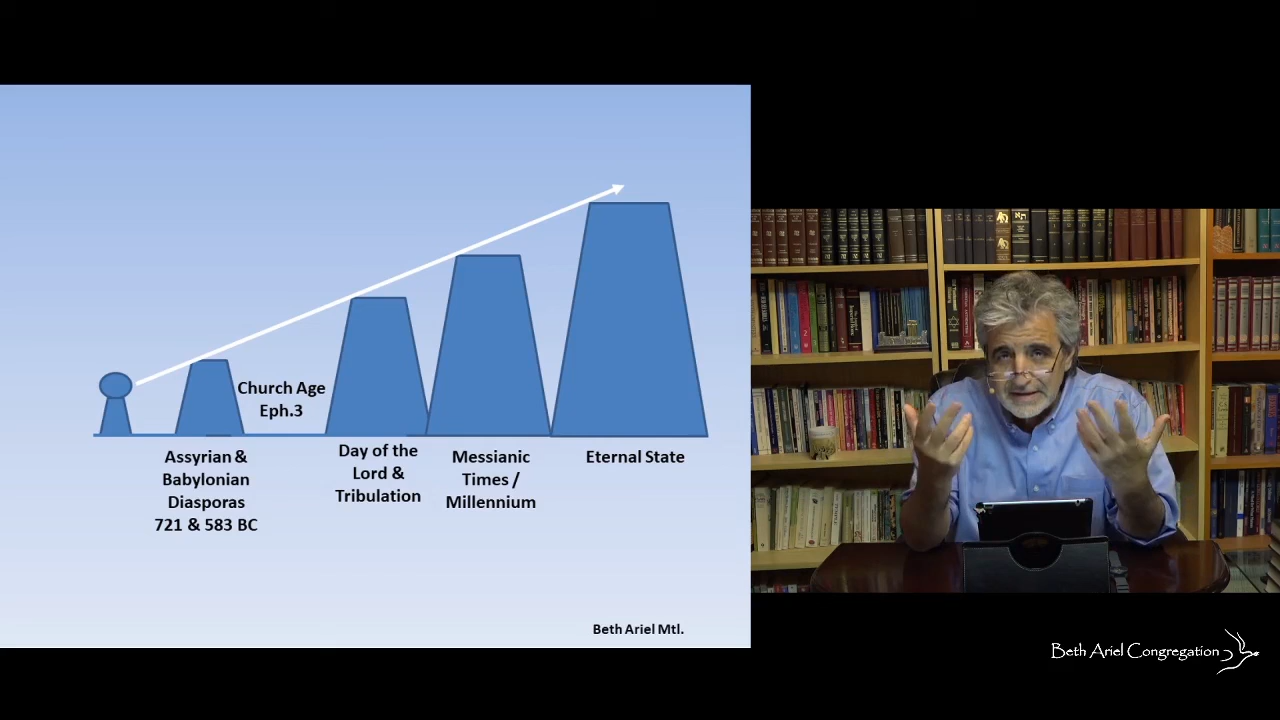 Church Age
Eph.3
Assyrian &
Babylonian
Diasporas
721 & 583 BC
Day of the
Lord &
Tribulation
Messianic
Times /
Millennium
Eternal State
Beth Ariel Mtl.
Beth Ariel Congregation